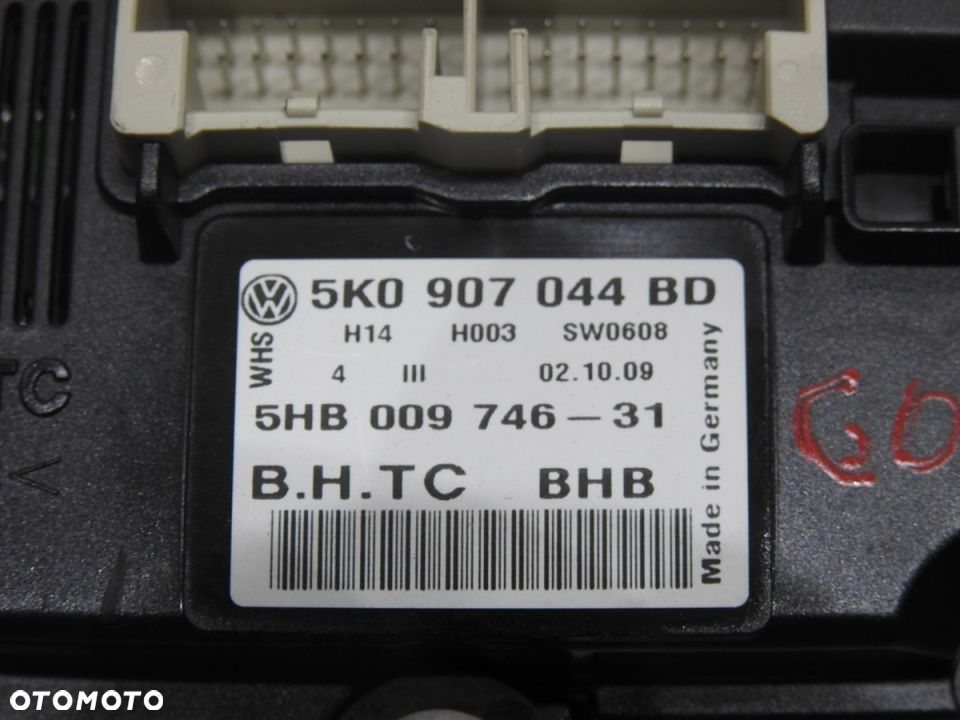 5K0 907 044 BD
H14 H003 SW0608
WHS
4 III 02.10.09
5HB 009 746-31
B.H.TC BHB
Made in Germany
TC
GO
OTOMOTO